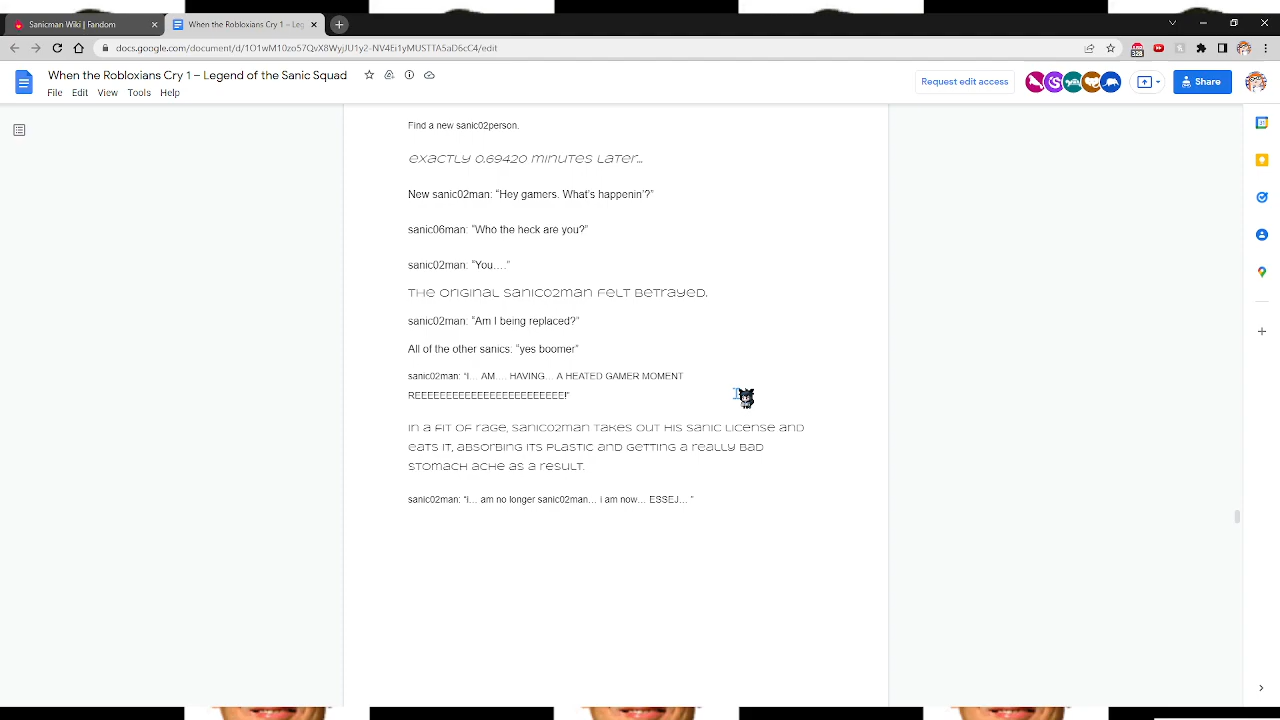 Sanicman Wiki | Fandom
When the Robloxians Cry 1 – Leg
docs.google.com/document/d/1O1wM10zo57QvX8WyjJU1y2-NV4Ei1yMUSTTA5aD6cC4/edit
When the Robloxians Cry 1 – Legend of the Sanic Squad
Request edit access
Share
File Edit View Tools Help
Find a new sanic02person.
exactly 0.69420 minutes later...
New sanic02man: “Hey gamers. What’s happenin’?”
sanic06man: “Who the heck are you?”
sanic02man: “You….”
The original sanic02man felt betrayed.
sanic02man: “Am I being replaced?”
All of the other sanics: “yes boomer”
sanic02man: “I… AM…. HAVING… A HEATED GAMER MOMENT
REEEEEEEEEEEEEEEEEEEEEEEE!”
In a fit of rage, sanic02man takes out his sanic license and
eats it, absorbing its plastic and getting a really bad
stomach ache as a result.
sanic02man: “i… am no longer sanic02man… i am now… ESSEJ… ”